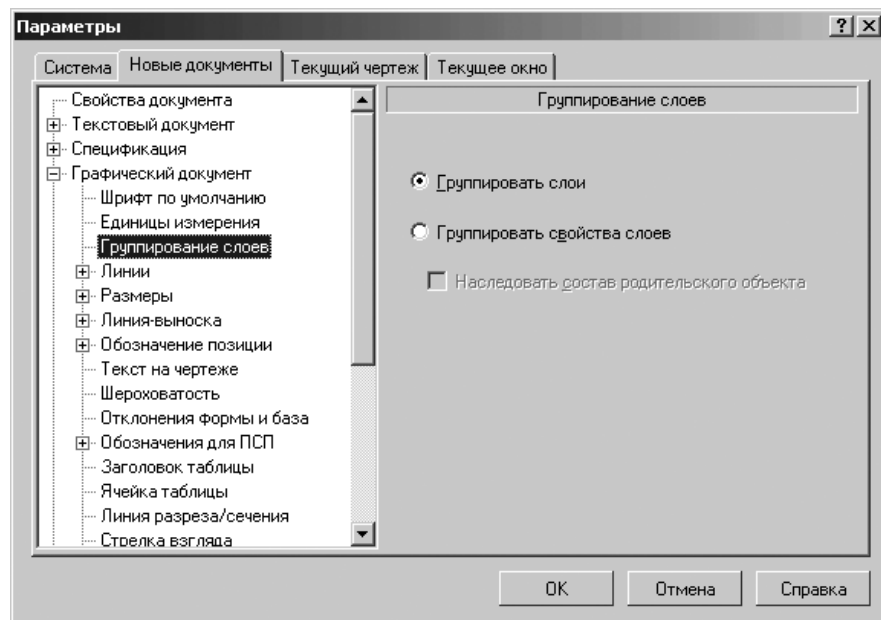 Параметры
Система Новые документы Текущий чертеж Текущее окно
Свойства документа
Текстовый документ
Спецификация
Графический документ
Шрифт по умолчанию
Единицы измерения
Группирование слоев
Линии
Размеры
Линия-выноска
Обозначение позиции
Текст на чертеже
Шероховатость
Отклонения формы и база
Обозначения для ПСП
Заголовок таблицы
Ячейка таблицы
Линия разреза/сечения
Стрелка взгляда
Группирование слоев
Группировать слои
Группировать свойства слоев
Наследовать состав родительского объекта
OK Отмена Справка